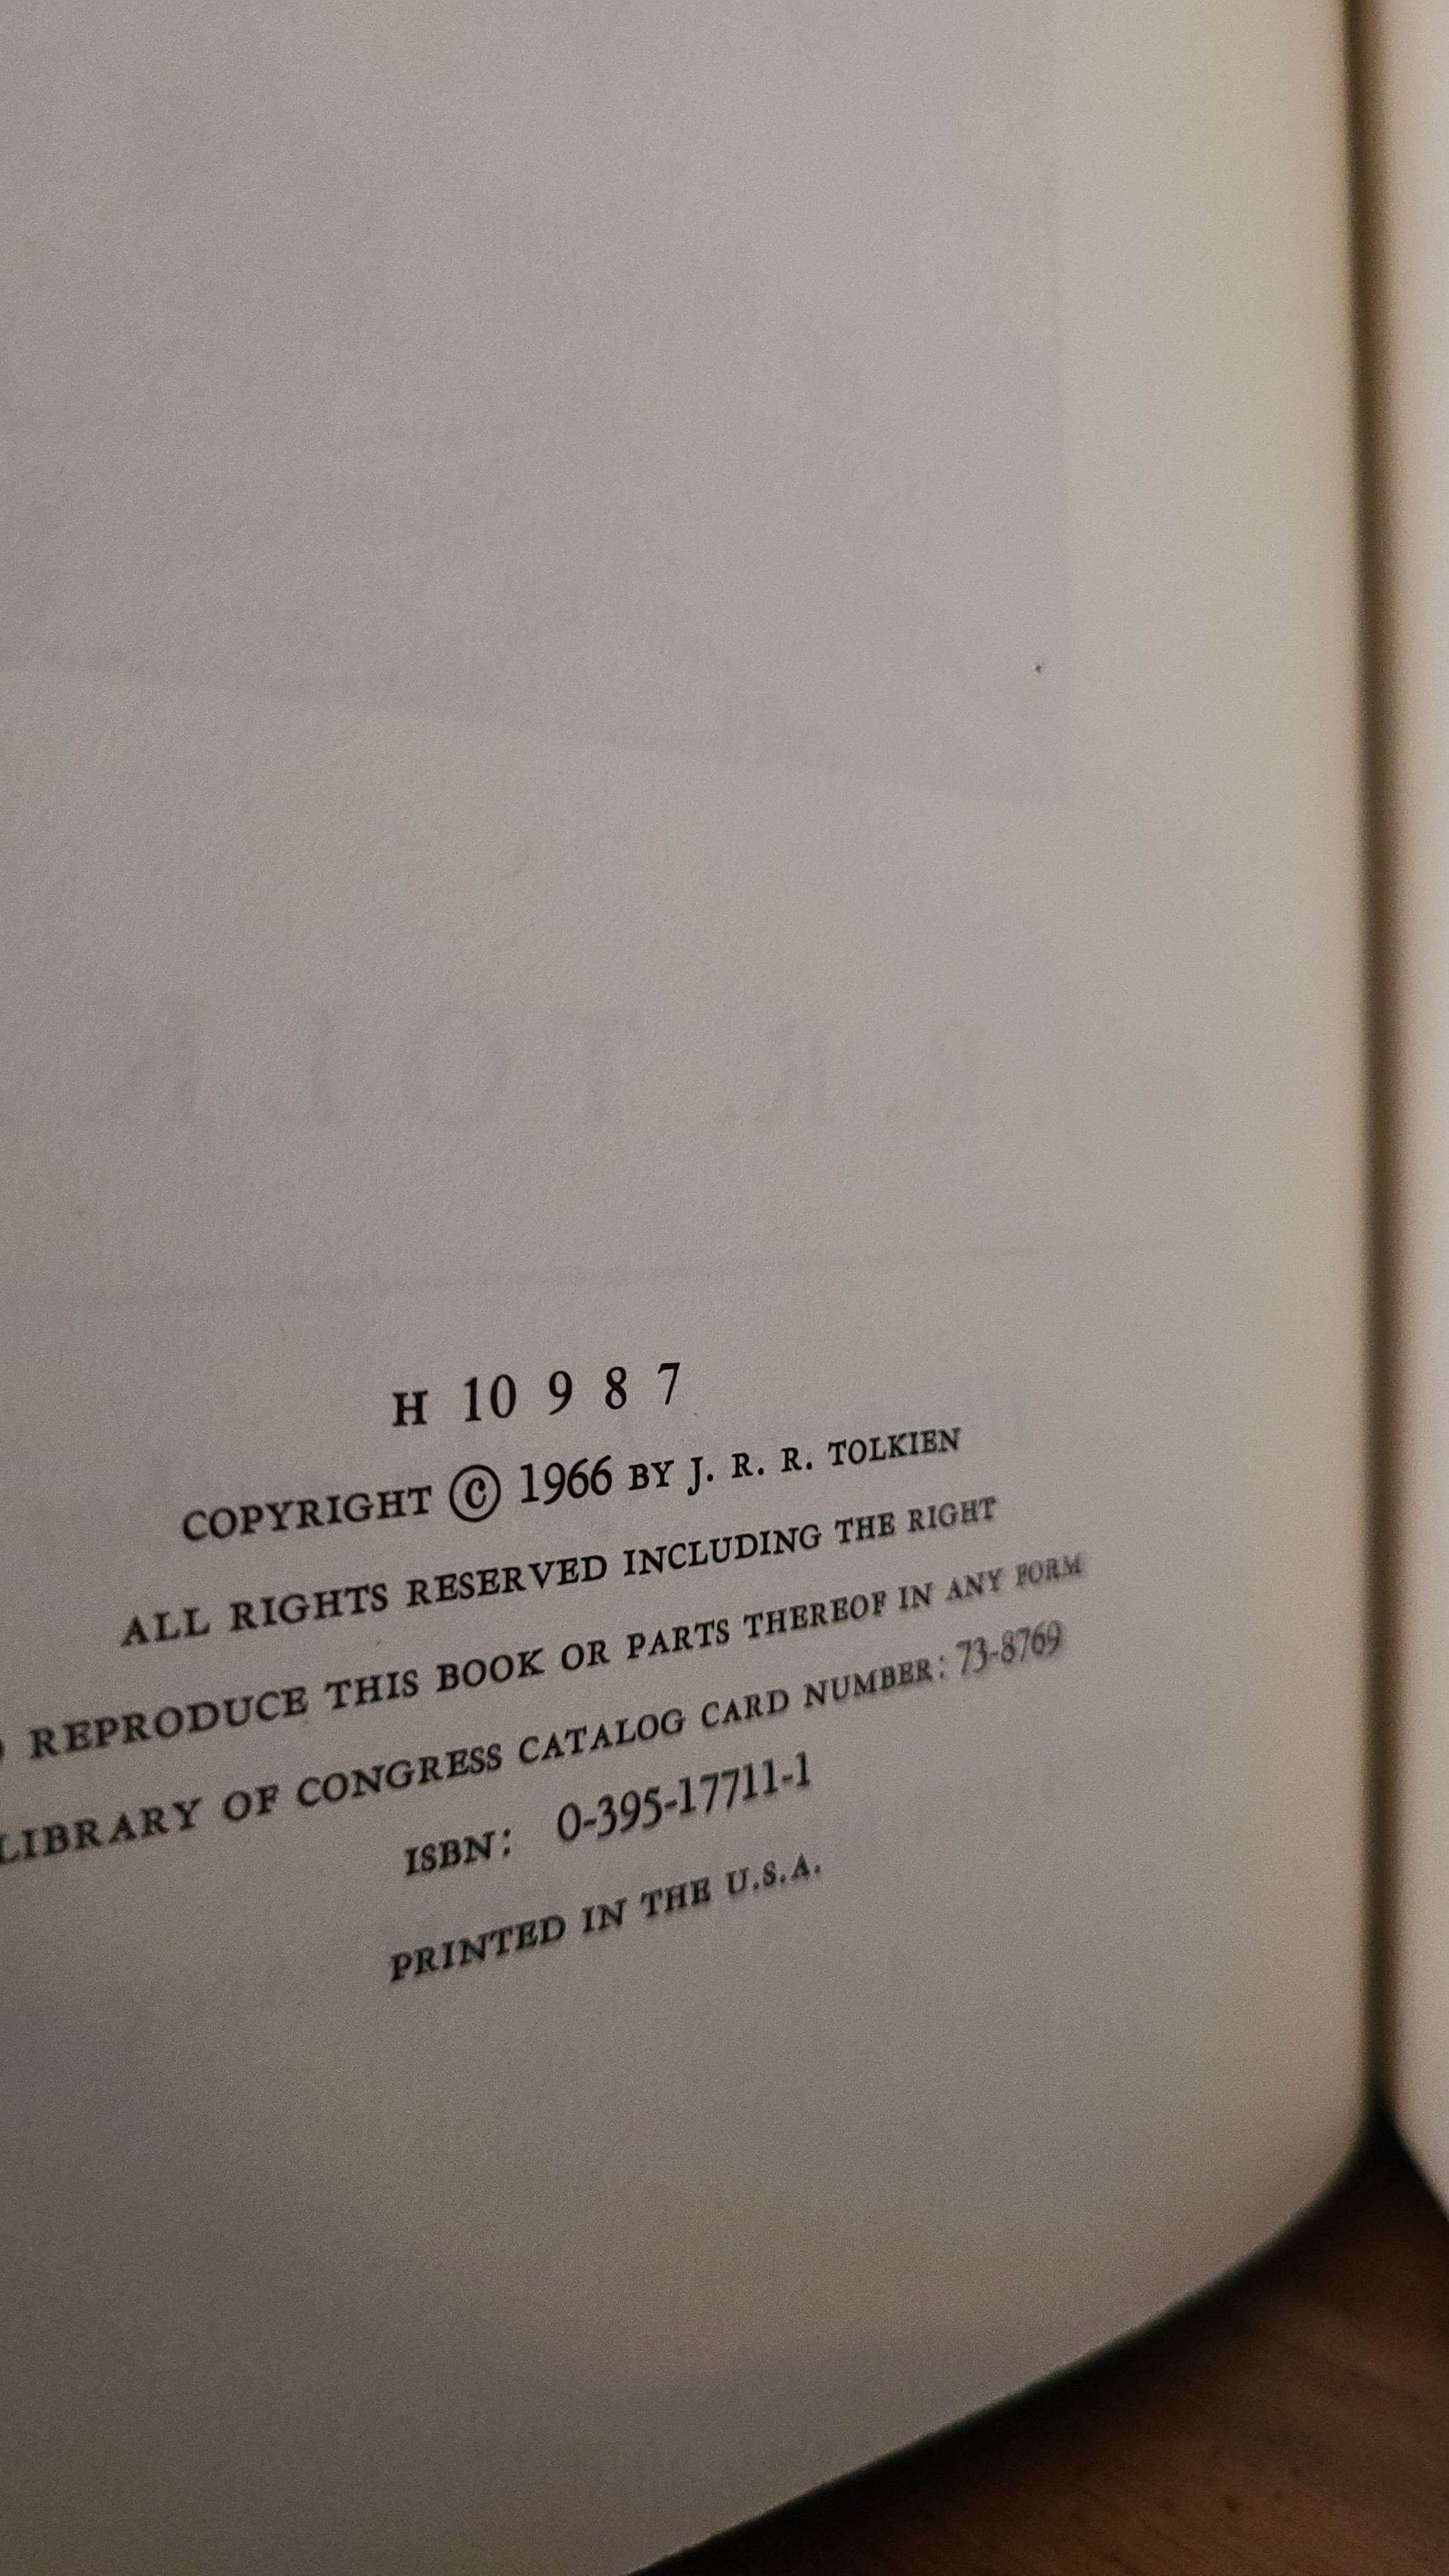 H 10 9 8 7
COPYRIGHT © 1966 BY J. R. R. TOLKIEN
ALL RIGHTS RESERVED INCLUDING THE RIGHT
REPRODUCE THIS BOOK OR PARTS THEREOF IN ANY FORM
LIBRARY OF CONGRESS CATALOG CARD NUMBER: 73-8769
ISBN: 0-395-17711-1
PRINTED IN THE U.S.A.